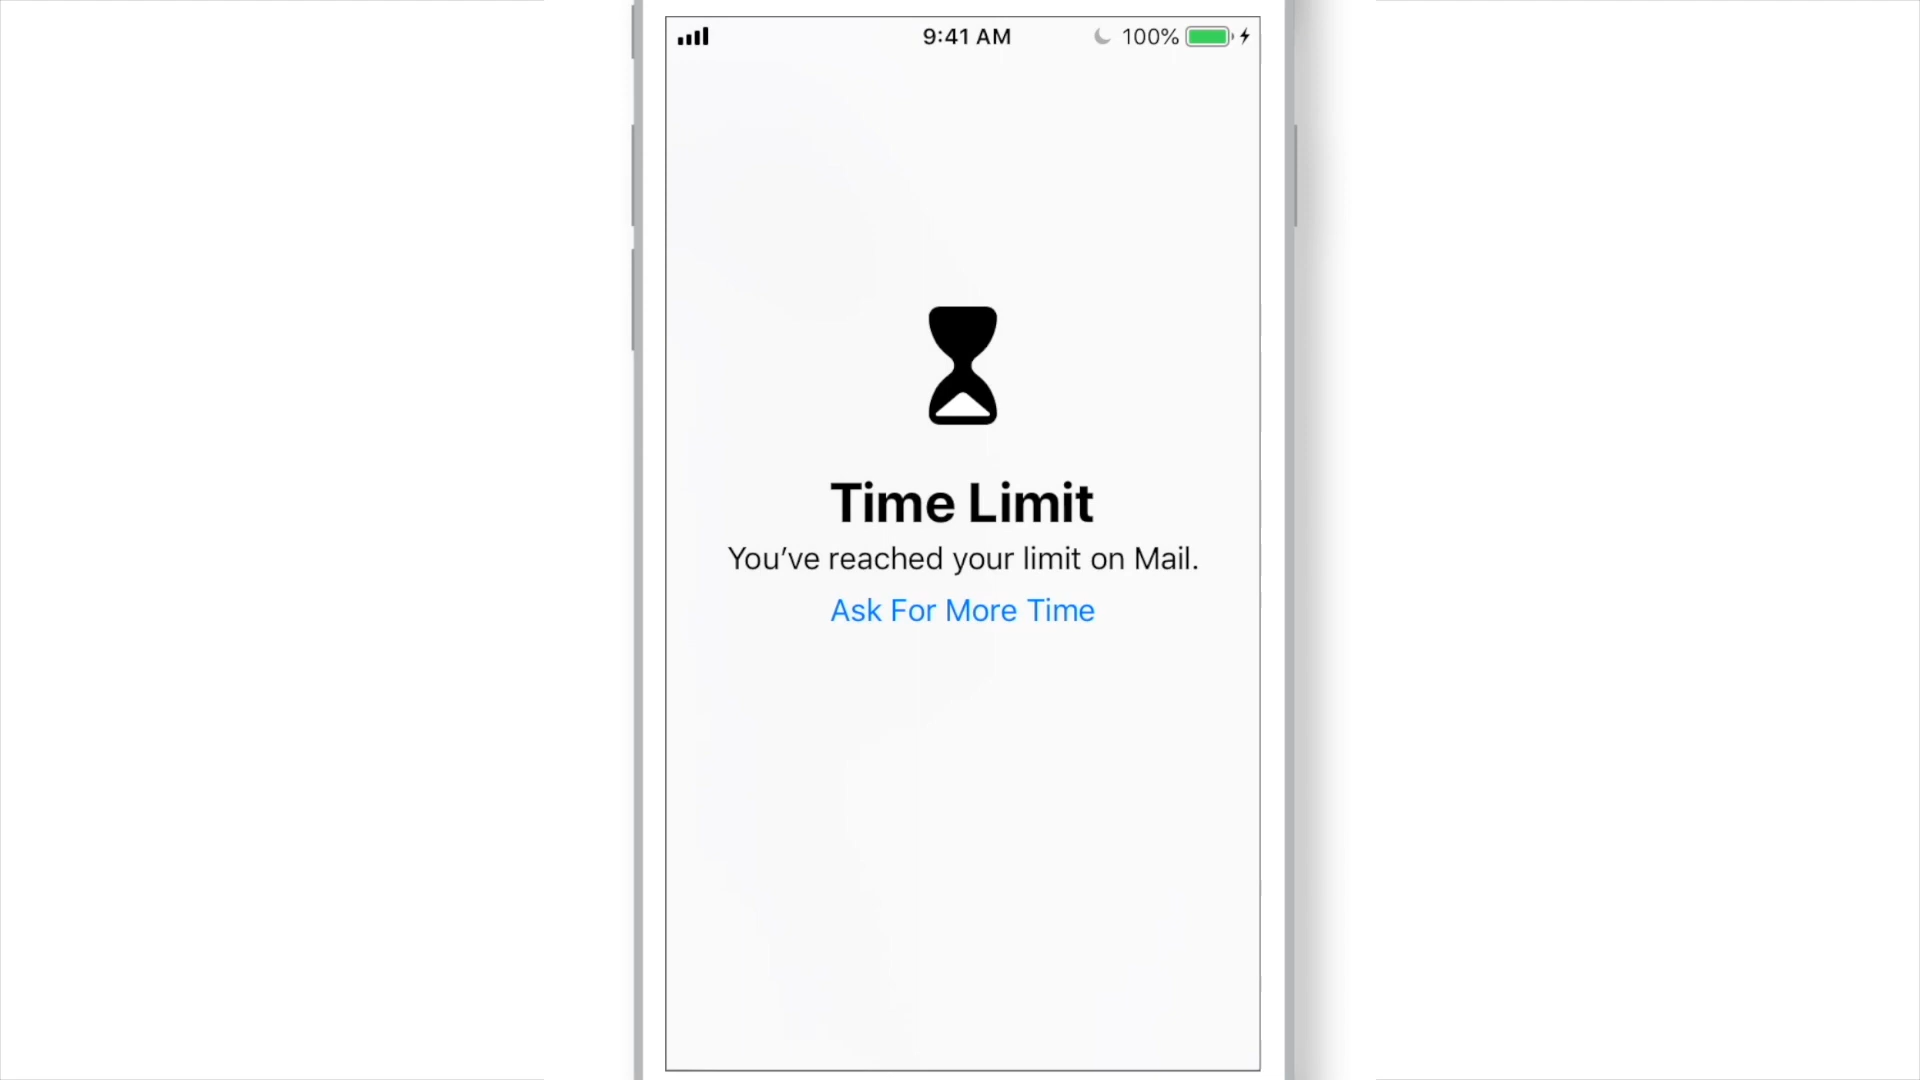 9:41 AM 100%
Time Limit
You’ve reached your limit on Mail.
Ask For More Time